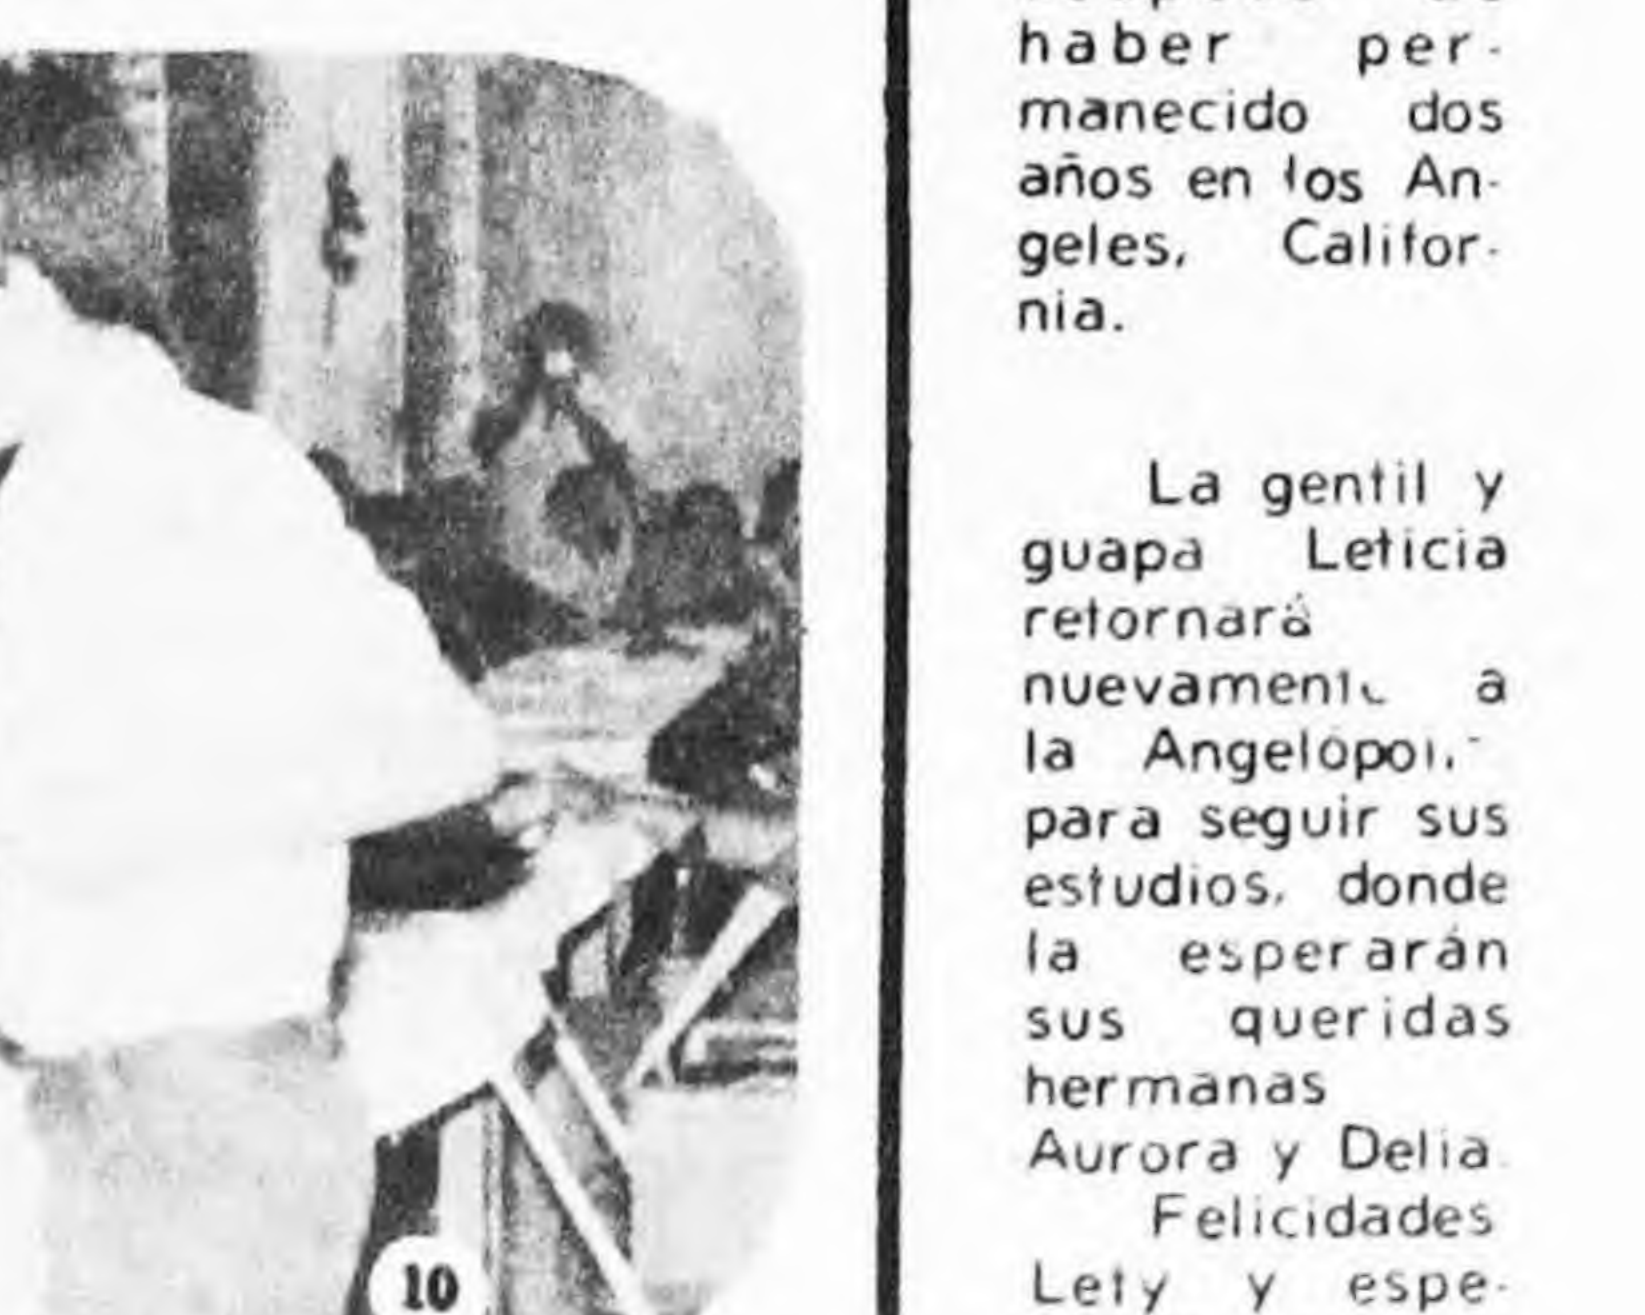 haber per-
manecido dos
años en los An-
geles, Califor-
nia.
La gentil y
guapa Leticia
retornará
nuevamente a
la
para seguir sus
estudios, donde
la esperarán
sus queridas
hermanas
Aurora y Delia.
Felicidades
Lety y espe-
10